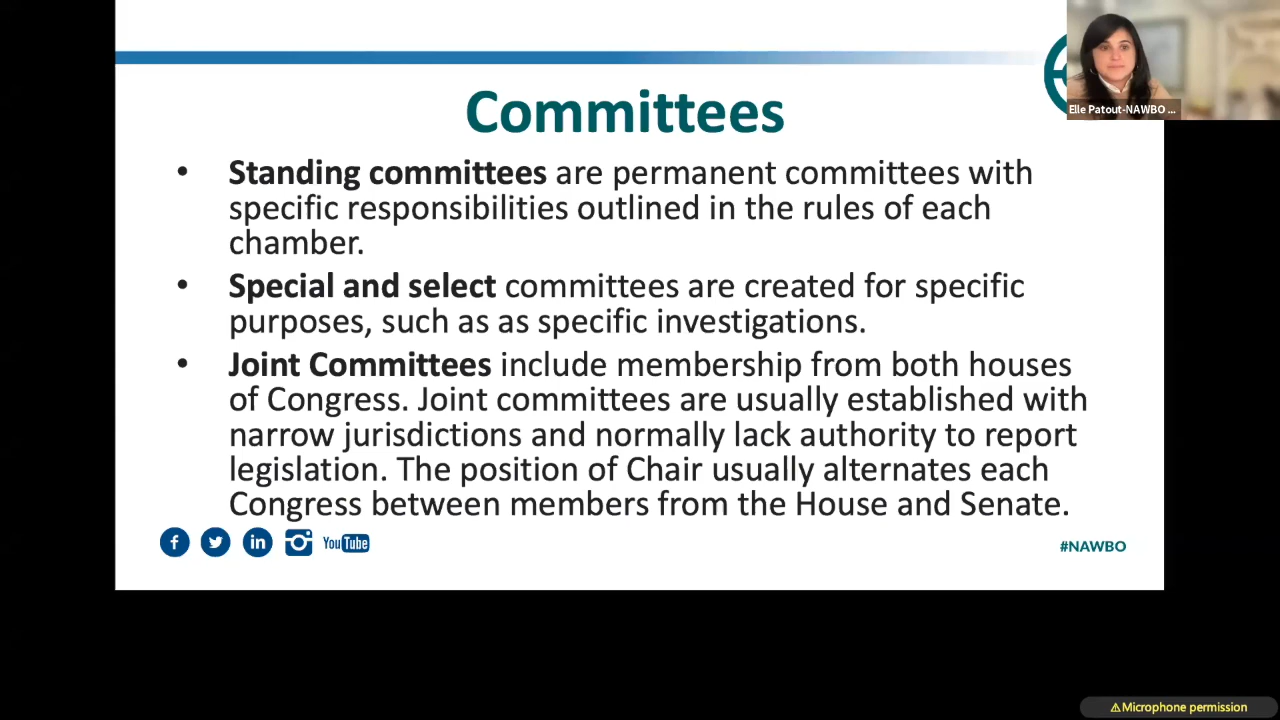 Elle Patout-NAWBO ...
Committees
• Standing committees are permanent committees with
specific responsibilities outlined in the rules of each
chamber.
• Special and select committees are created for specific
purposes, such as as specific investigations.
• Joint Committees include membership from both houses
of Congress. Joint committees are usually established with
narrow jurisdictions and normally lack authority to report
legislation. The position of Chair usually alternates each
Congress between members from the House and Senate.
f in YouTube
#NAWBO
⚠Microphone permission